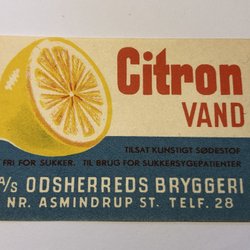 Citron
VAND
TILSAT KUNSTIGT SØDESTOF
FRI FOR SUKKER. TIL BRUG FOR SUKKERSYGEPATIENTER
A/S ODSHERREDS BRYGGERI
NR. ASMINDRUP ST. TELF. 28